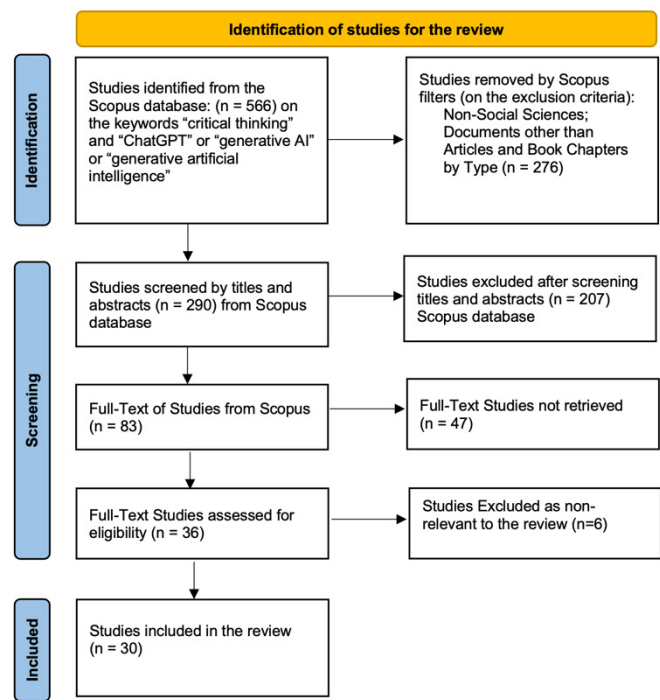 Identification of studies for the review
Identification
Studies identified from the
Scopus database: (n = 566) on
the keywords “critical thinking”
and “ChatGPT” or “generative AI”
or “generative artificial
intelligence”
Studies removed by Scopus
filters (on the exclusion criteria):
Non-Social Sciences;
Documents other than
Articles and Book Chapters
by Type (n = 276)
Screening
Studies screened by titles and
abstracts (n = 290) from Scopus
database
Studies excluded after screening
titles and abstracts (n = 207)
Scopus database
Full-Text of Studies from Scopus
(n = 83)
Full-Text Studies not retrieved
(n = 47)
Full-Text Studies assessed for
eligibility (n = 36)
Studies Excluded as non-
relevant to the review (n=6)
Included
Studies included in the review
(n = 30)